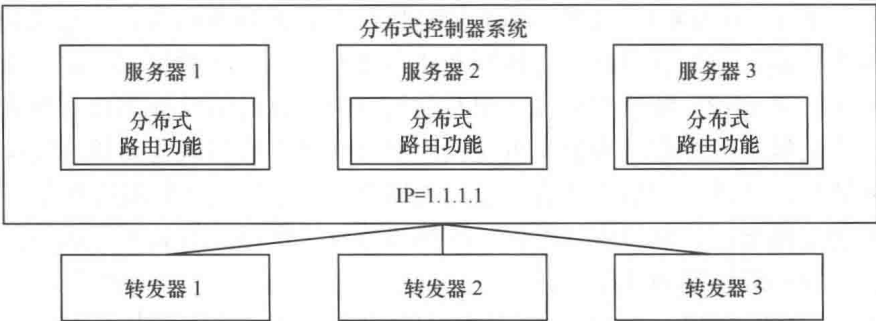 分布式控制器系统
服务器 1
服务器 2
服务器 3
分布式
路由功能
分布式
路由功能
分布式
路由功能
IP=1.1.1.1
转发器 1
转发器 2
转发器 3